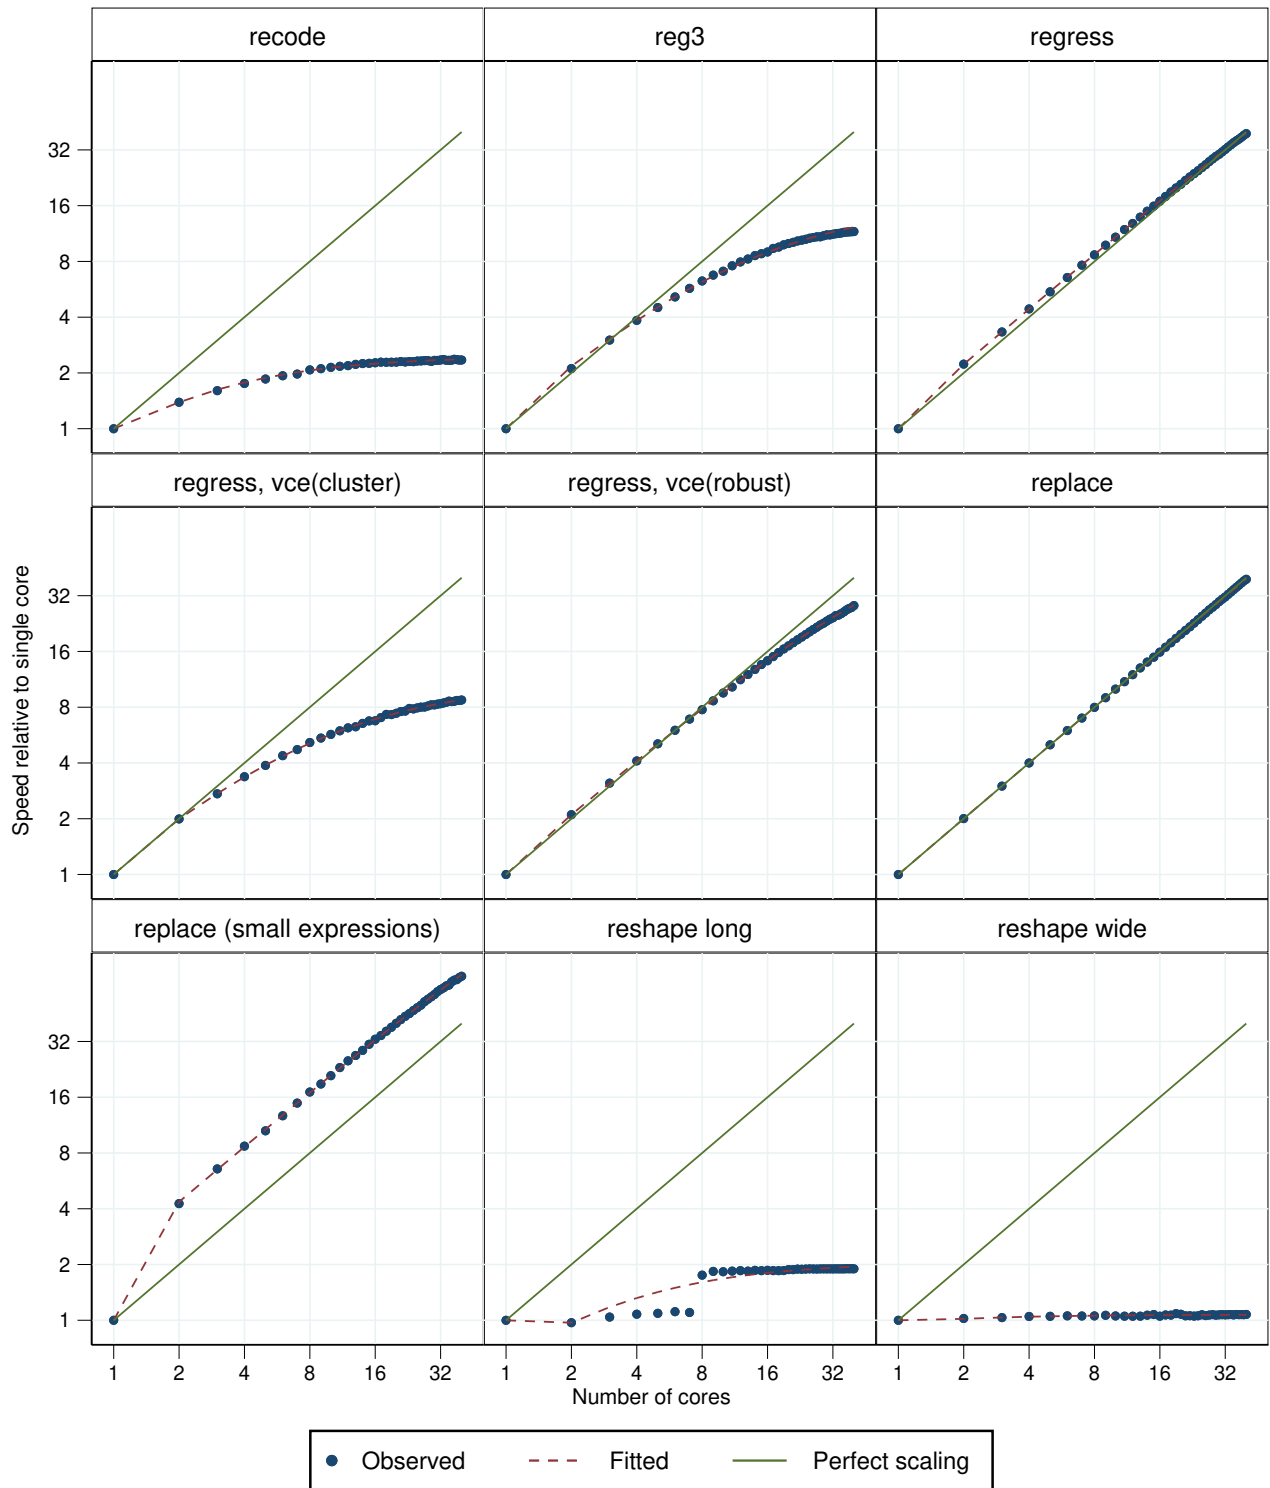 recode
reg3
regress
32
16
8
4
2
1
regress, vce(cluster)
regress, vce(robust)
replace
32
16
8
4
2
1
Speed relative to single core
replace (small expressions)
reshape long
reshape wide
32
16
8
4
2
1
1 2 4 8 16 32
1 2 4 8 16 32
1 2 4 8 16 32
Number of cores
Observed
Fitted
Perfect scaling